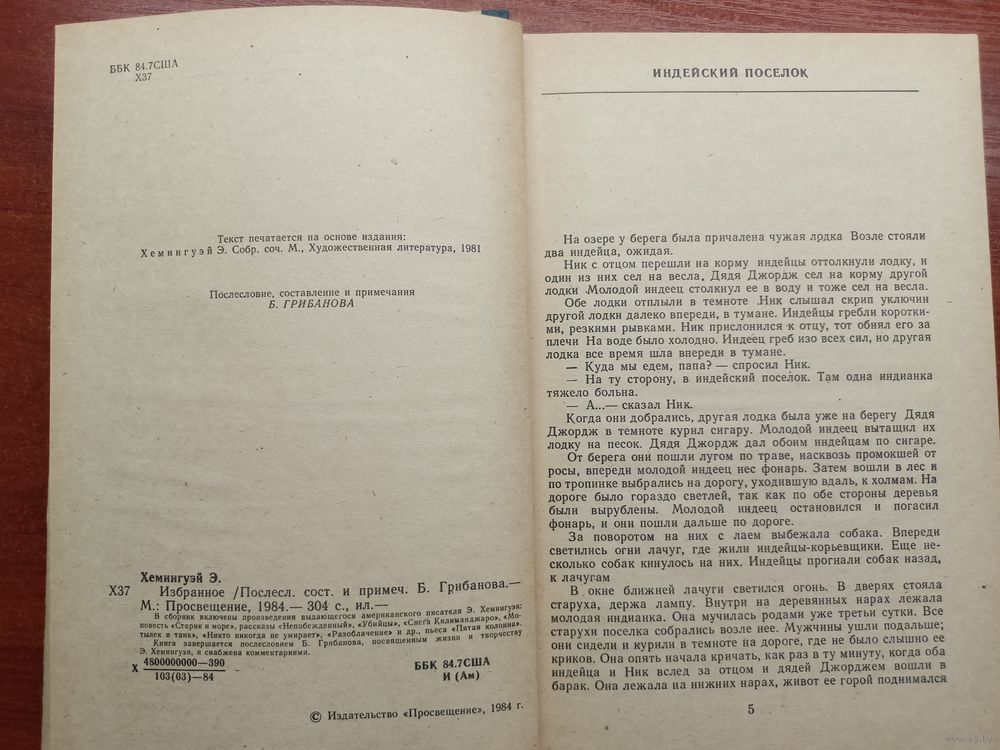 ББК 84.7США
Х37
Текст печатается на основе издания:
Хемингуэй Э. Собр. соч. М., Художественная литература, 1981
Послесловие, составление и примечания
Б. ГРИБАНОВА
Хемингуэй Э.
Х37 Избранное /Послесл. сост. и примеч. Б. Грибанова.—
М.: Просвещение, 1984.— 304 с., ил.—
В сборник включены произведения выдающегося американского писателя Э. Хемингуэя:
повесть «Старик и море», рассказы «Непобежденный», «Убийцы», «Снега Килиманджаро», «Мо-
тылек и танк», «Никто никогда не умирает», «Разоблачение» и др., пьеса «Пятая колонна».
Книга завершается послесловием Б. Грибанова, посвященным жизни и творчеству
Э. Хемингуэя, и снабжена комментариями.
Х 4800000000—390
103(03)—84
ББК 84.7США
И (Ам)
© Издательство «Просвещение», 1984 г.
ИНДЕЙСКИЙ ПОСЕЛОК
На озере у берега была причалена чужая лодка Возле стояли
два индейца, ожидая.
Ник с отцом перешли на корму индейцы оттолкнули лодку, и
один из них сел на весла. Дядя Джордж сел на корму другой
лодки Молодой индеец столкнул ее в воду и тоже сел на весла.
Обе лодки отплыли в темноте Ник слышал скрип уключин
другой лодки далеко впереди, в тумане. Индейцы гребли коротки-
ми, резкими рывками. Ник прислонился к отцу, тот обнял его за
плечи На воде было холодно. Индеец греб изо всех сил, но другая
лодка все время шла впереди в тумане.
— Куда мы едем, папа? — спросил Ник.
— На ту сторону, в индейский поселок. Там одна индианка
тяжело больна.
— А...— сказал Ник.
Когда они добрались, другая лодка была уже на берегу Дядя
Джордж в темноте курил сигару. Молодой индеец вытащил их
лодку на песок. Дядя Джордж дал обоим индейцам по сигаре.
От берега они пошли лугом по траве, насквозь промокшей от
росы, впереди молодой индеец нес фонарь. Затем вошли в лес и
по тропинке выбрались на дорогу, уходившую вдаль, к холмам. На
дороге было гораздо светлей, так как по обе стороны деревья
были вырублены. Молодой индеец остановился и погасил
фонарь, и они пошли дальше по дороге.
За поворотом на них с лаем выбежала собака. Впереди
светились огни лачуг, где жили индейцы-корьевщики. Еще не-
сколько собак кинулось на них. Индейцы прогнали собак назад,
к лачугам
В окне ближней лачуги светился огонь. В дверях стояла
старуха, держа лампу. Внутри на деревянных нарах лежала
молодая индианка. Она мучилась родами уже третьи сутки. Все
старухи поселка собрались возле нее. Мужчины ушли подальше;
они сидели и курили в темноте на дороге, где не было слышно ее
криков. Она опять начала кричать, как раз в ту минуту, когда оба
индейца и Ник вслед за отцом и дядей Джорджем вошли в
барак. Она лежала на нижних нарах, живот ее горой поднимался
5
www.ay.by